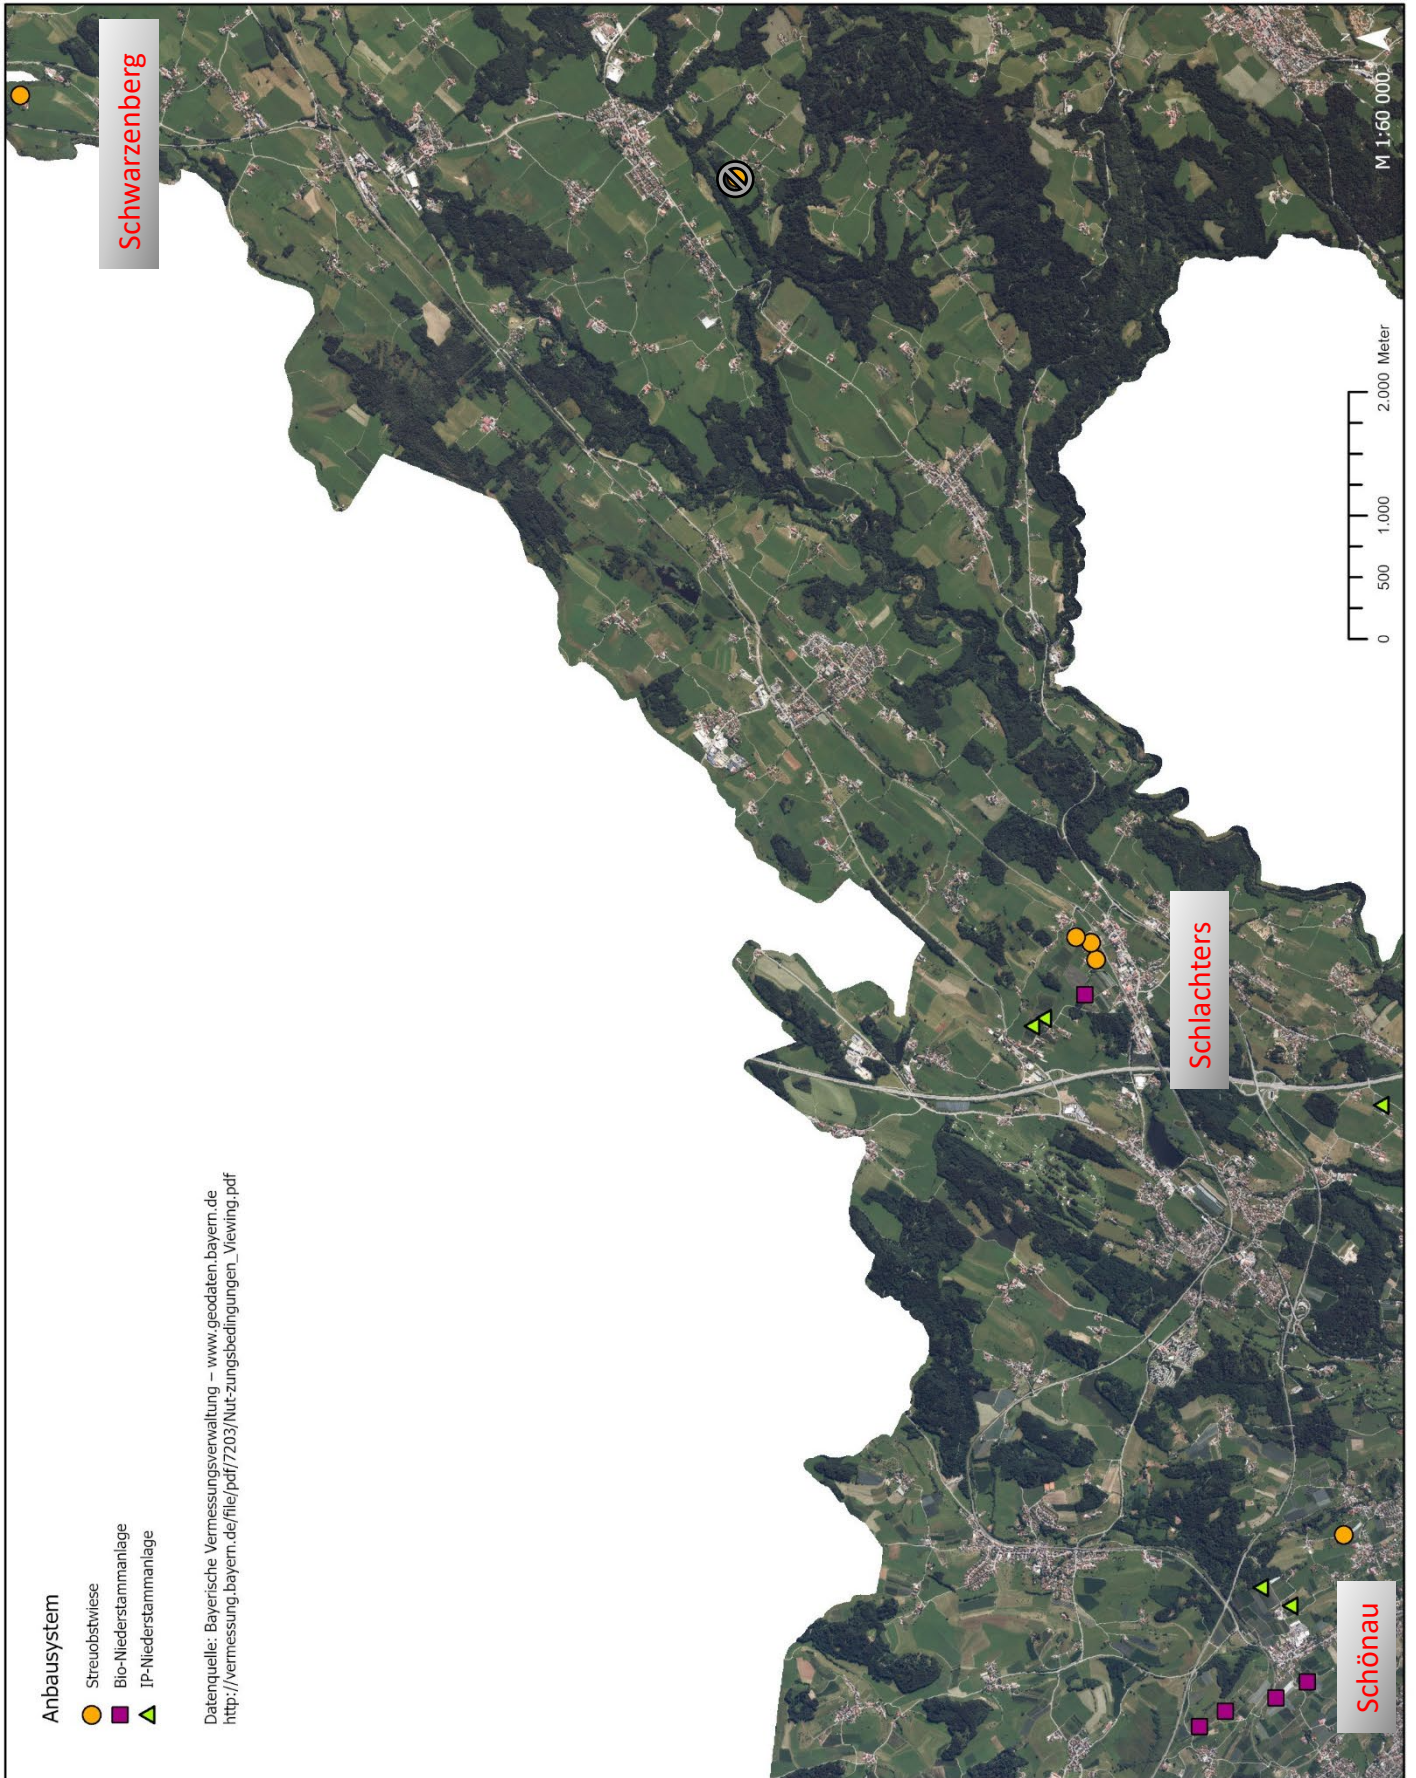 Anbausystem
Streuobstwiese
Bio-Niederstammanlage
IP-Niederstammanlage
Datenquelle: Bayerische Vermessungsverwaltung – www.geodaten.bayern.de
http://vermessung.bayern.de/file/pdf/7203/Nut-zungsbedingungen_Viewing.pdf
Schwarzenberg
Schlachters
Schönau
0 500 1.000 2.000 Meter
M 1:60 000
N